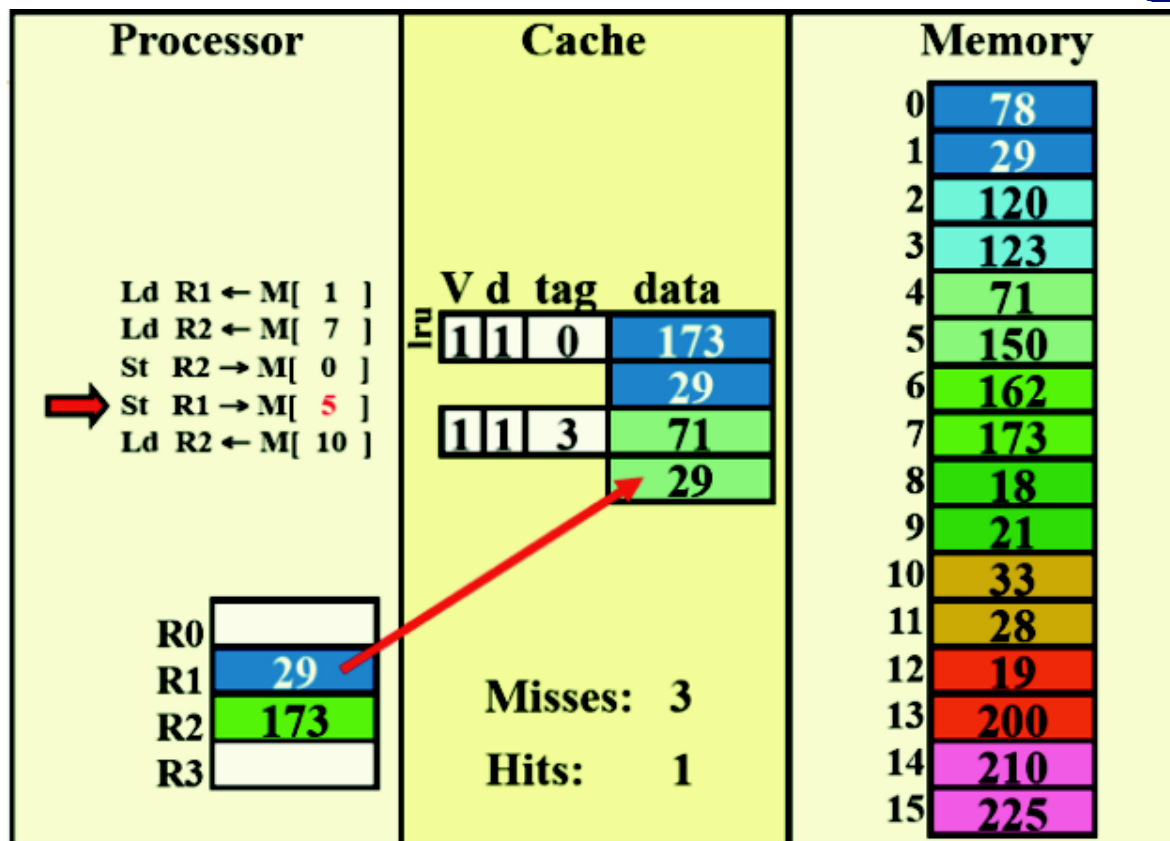 Processor
Ld R1 ← M[ 1 ]
Ld R2 ← M[ 7 ]
St R2 → M[ 0 ]
St R1 → M[ 5 ]
Ld R2 ← M[ 10 ]
R0
R1 29
R2 173
R3
Cache
V d tag data
lru
1 1 0 173
29
1 1 3 71
29
Misses: 3
Hits: 1
Memory
0 78
1 29
2 120
3 123
4 71
5 150
6 162
7 173
8 18
9 21
10 33
11 28
12 19
13 200
14 210
15 225